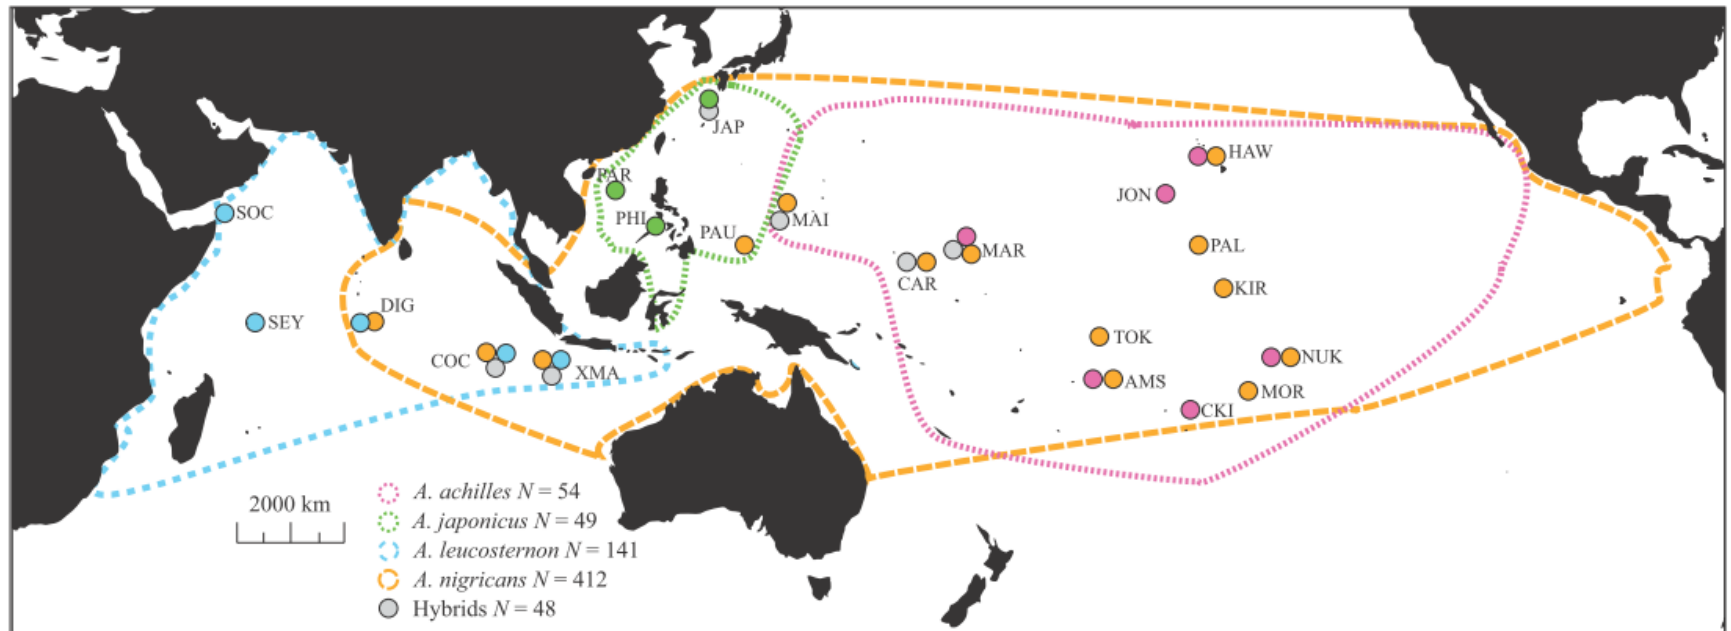 JAP
HAW
PAR
JON
SOC
PHI
MAI
PAU
MAR
PAL
CAR
KIR
DIG
SEY
TOK
COC
XMA
NUK
AMS
MOR
CKI
2000 km
A. achilles N = 54
A. japonicus N = 49
A. leucosternon N = 141
A. nigricans N = 412
Hybrids N = 48